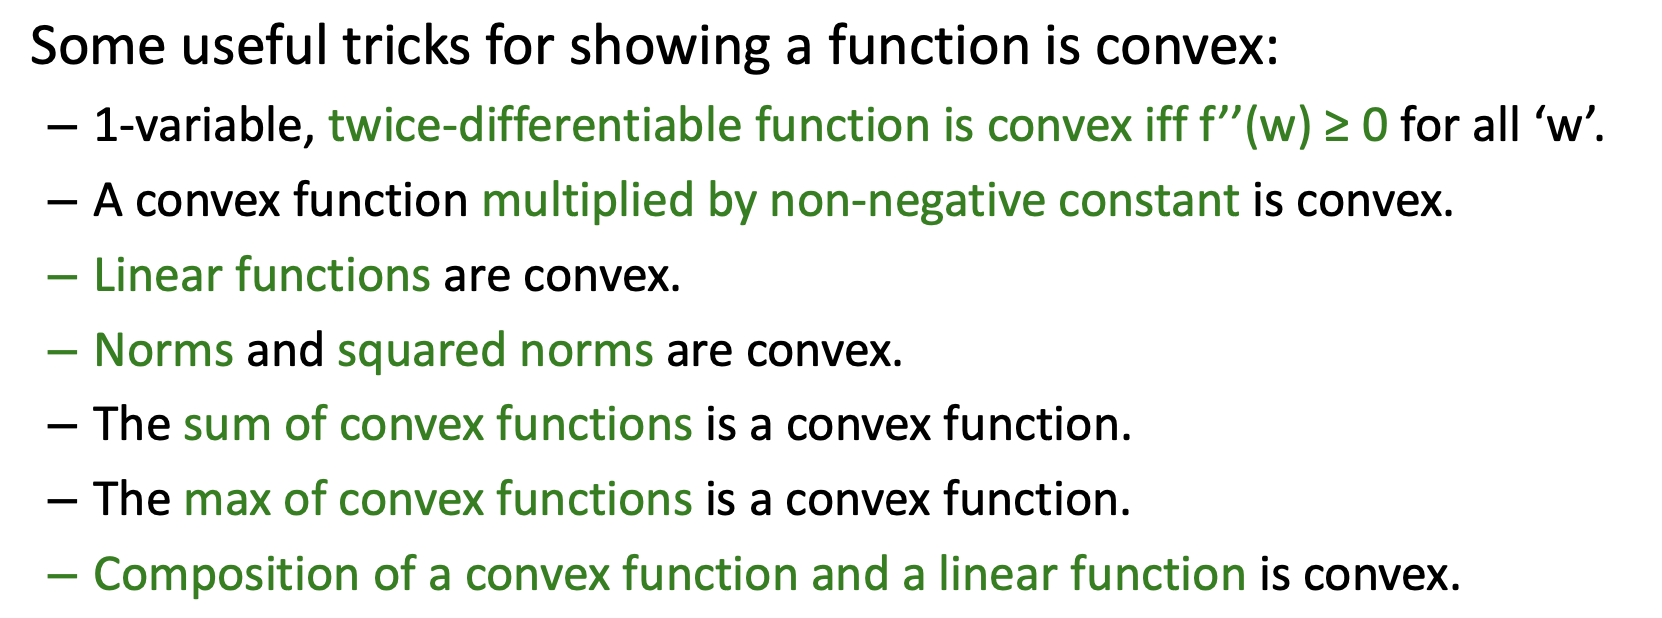 Some useful tricks for showing a function is convex:
– 1-variable, twice-differentiable function is convex iff f’’(w) ≥ 0 for all ‘w’.
– A convex function multiplied by non-negative constant is convex.
– Linear functions are convex.
– Norms and squared norms are convex.
– The sum of convex functions is a convex function.
– The max of convex functions is a convex function.
– Composition of a convex function and a linear function is convex.